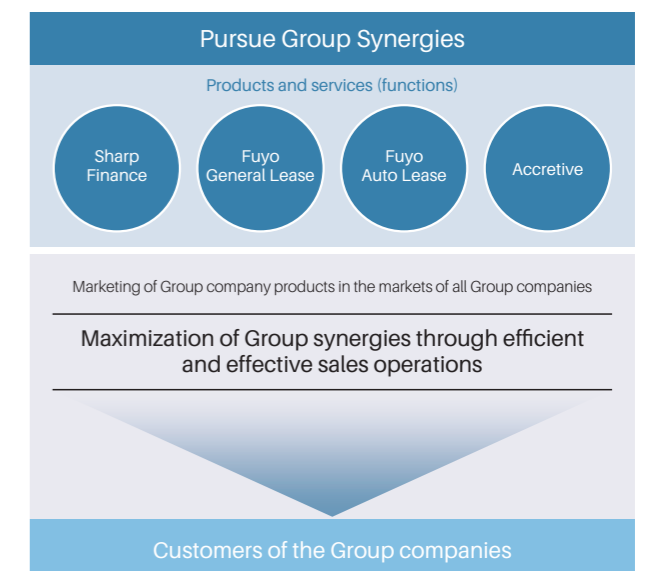 Pursue Group Synergies
Products and services (functions)
Sharp
Finance
Fuyo
General Lease
Fuyo
Auto Lease
Accretive
Marketing of Group company products in the markets of all Group companies
Maximization of Group synergies through efficient
and effective sales operations
Customers of the Group companies